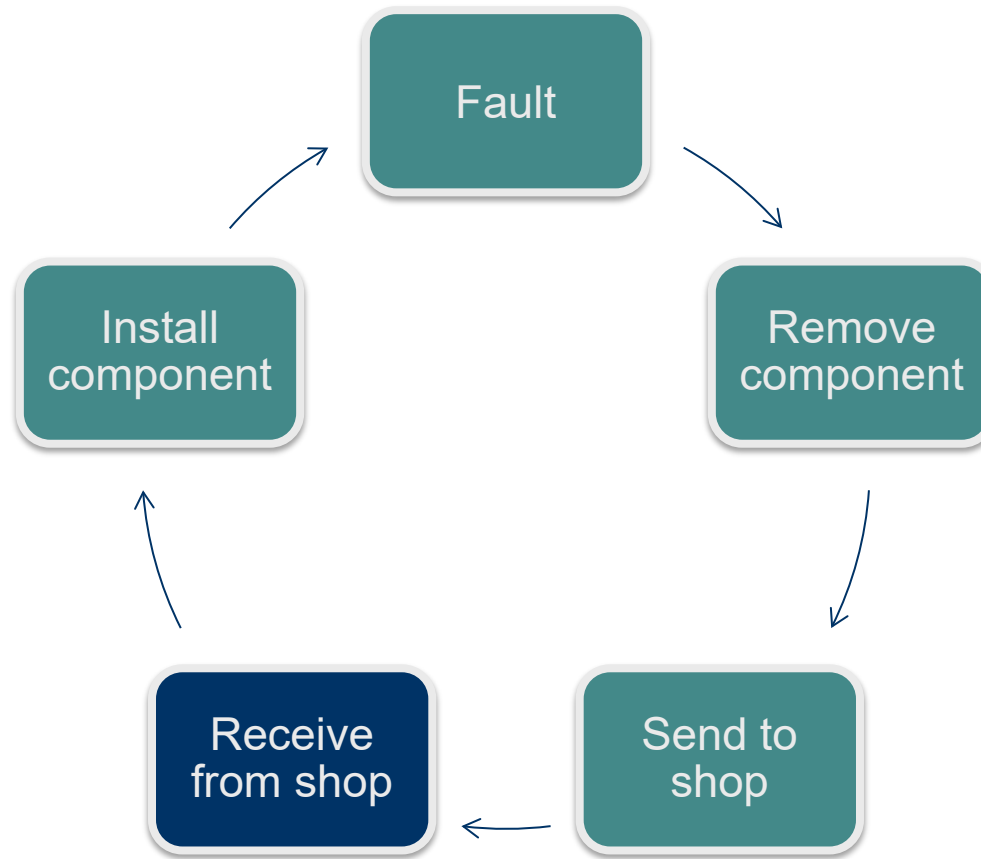 Fault
Remove
component
Send to
shop
Receive
from shop
Install
component